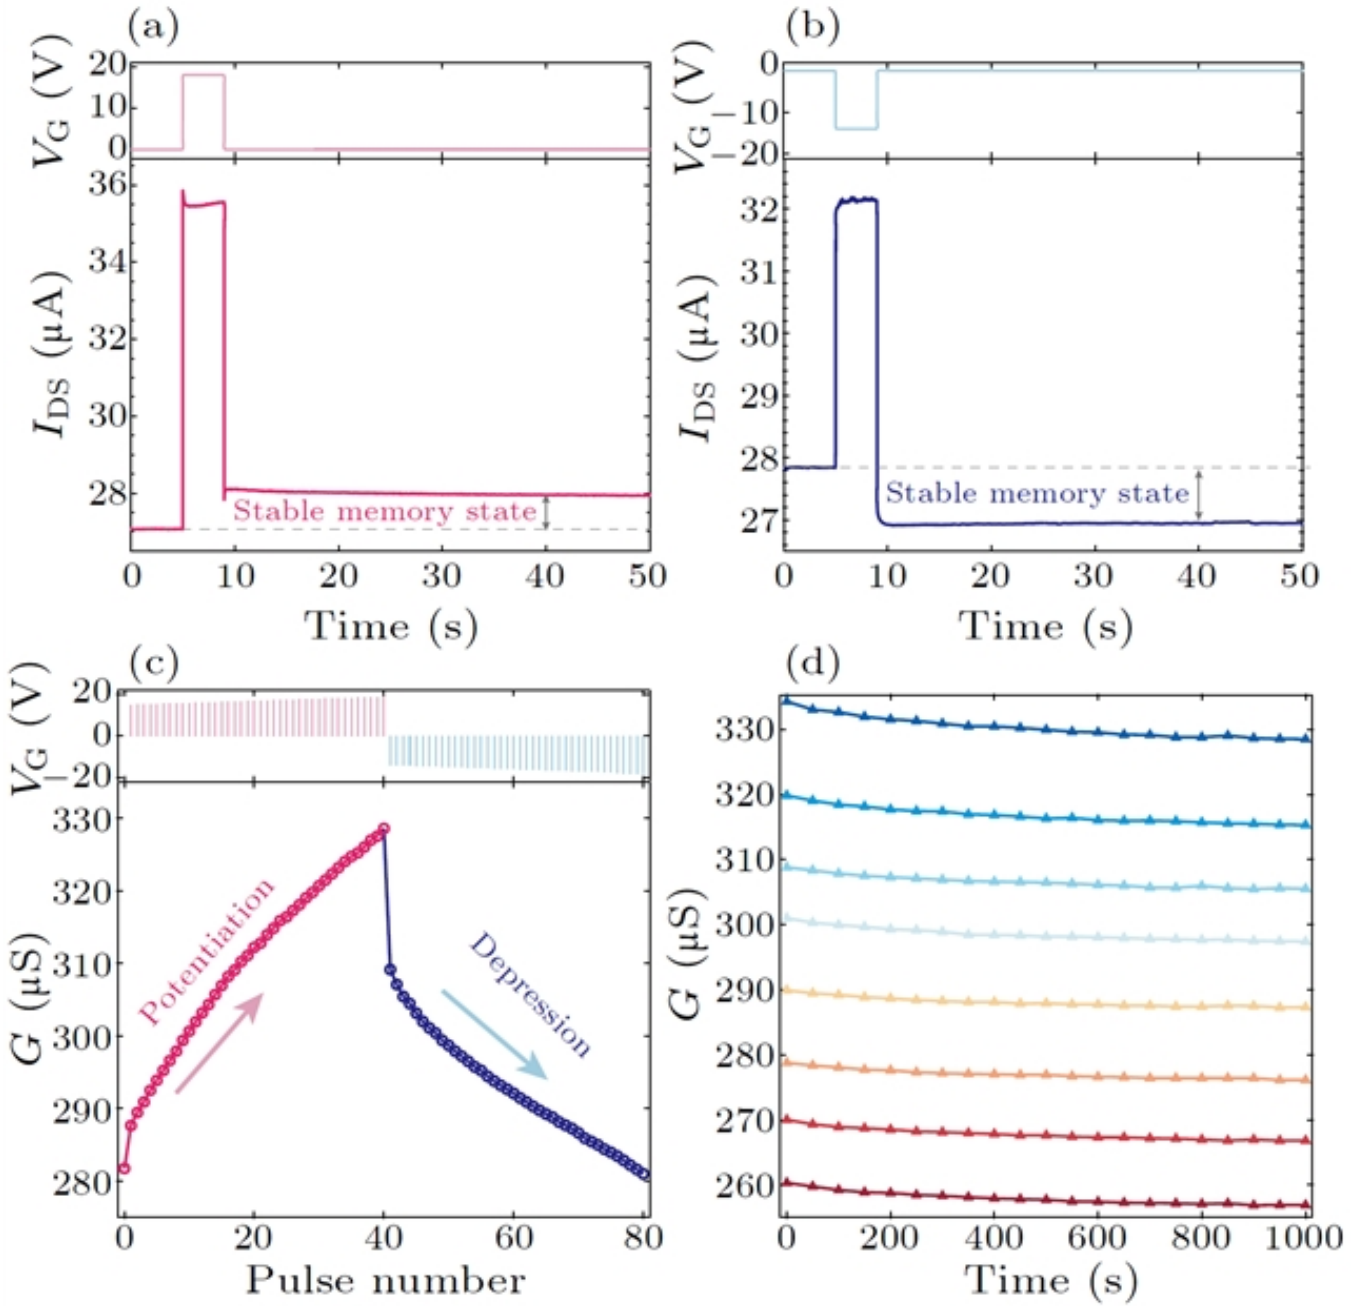 (a)
V_G (V)
20
10
0
I_DS (μA)
36
34
32
30
28
Stable memory state
0 10 20 30 40 50
Time (s)
(b)
V_G (V)
0
−10
−20
I_DS (μA)
32
31
30
29
28
27
Stable memory state
0 10 20 30 40 50
Time (s)
(c)
V_G (V)
20
0
−20
G (μS)
330
320
310
300
290
280
Potentiation
Depression
0 20 40 60 80
Pulse number
(d)
G (μS)
330
320
310
300
290
280
270
260
0 200 400 600 800 1000
Time (s)